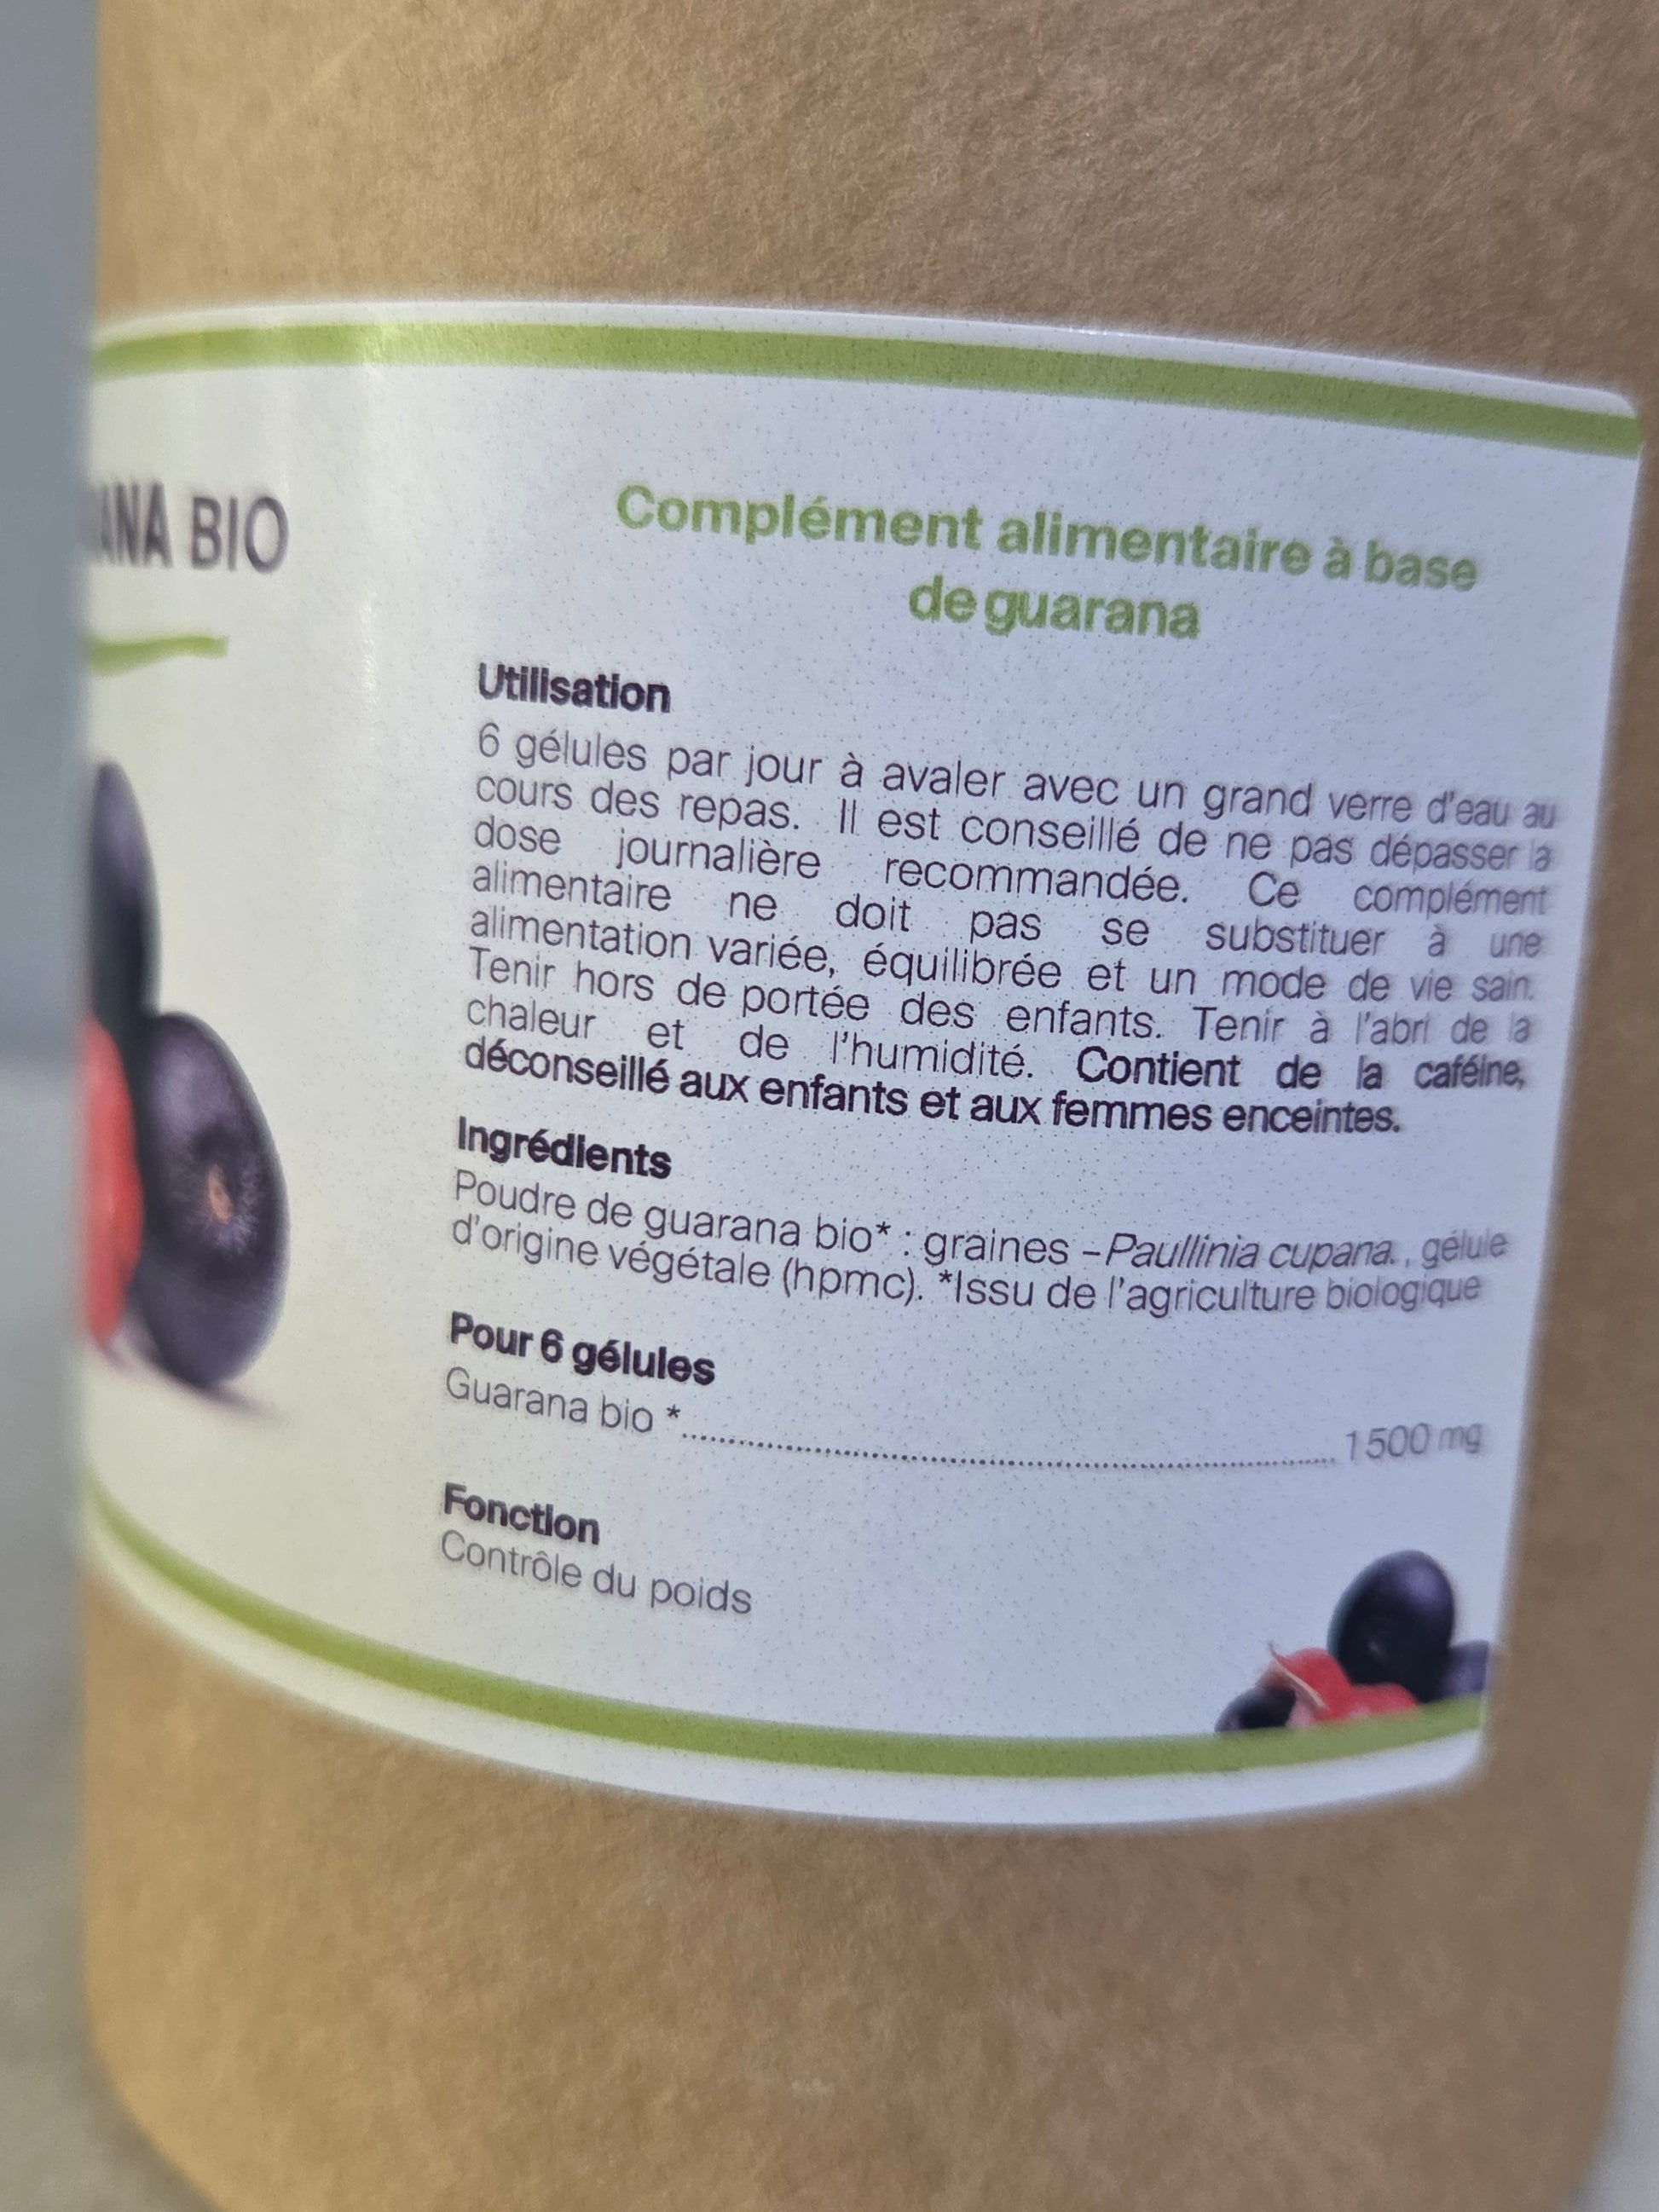 ANA BIO
Complément alimentaire à base
de guarana
Utilisation
6 gélules par jour à avaler avec un grand verre d'eau au
cours des repas. Il est conseillé de ne pas dépasser la
dose journalière recommandée. Ce complément
alimentaire ne doit pas se substituer à une
alimentation variée, équilibrée et un mode de vie sain.
Tenir hors de portée des enfants. Tenir à l'abri de la
chaleur et de l'humidité. Contient de la caféine,
déconseillé aux enfants et aux femmes enceintes.
Ingrédients
Poudre de guarana bio* : graines –Paullinia cupana., gélule
d'origine végétale (hpmc). *Issu de l'agriculture biologique
Pour 6 gélules
Guarana bio *..........1500 mg
Fonction
Contrôle du poids